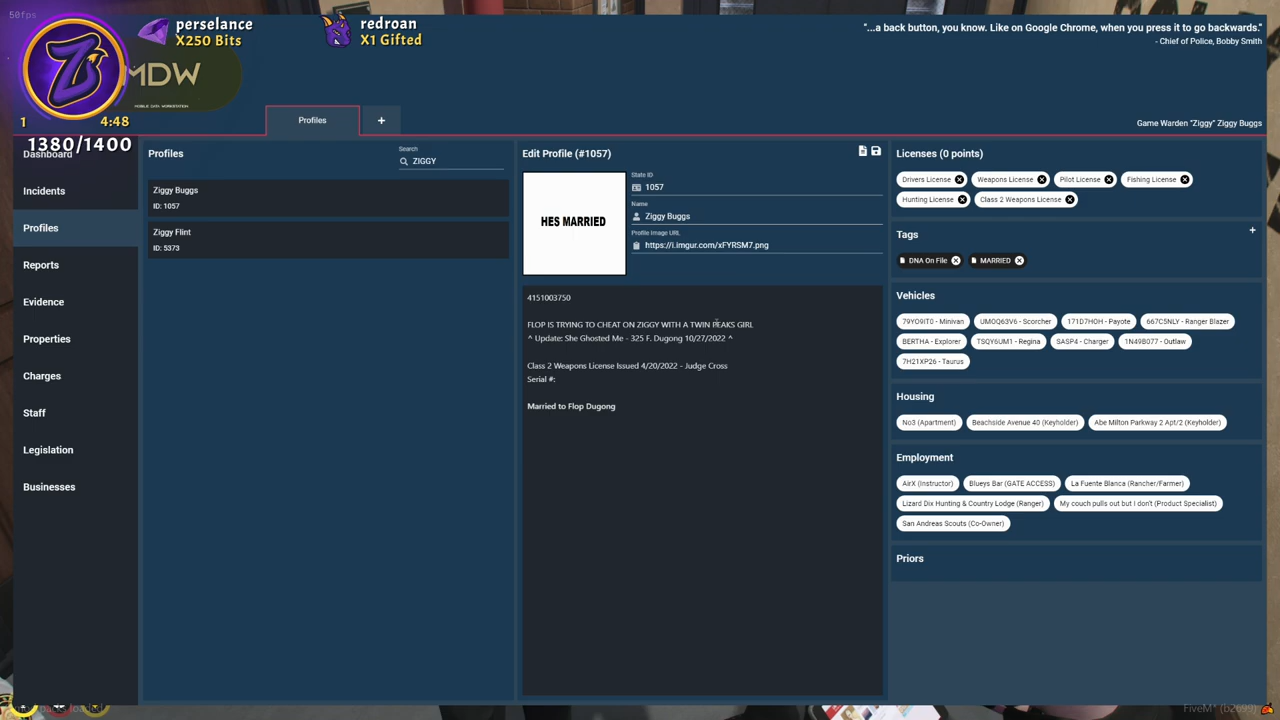 50fps
perselance
X250 Bits
redroan
X1 Gifted
"...a back button, you know. Like on Google Chrome, when you press it to go backwards."
- Chief of Police, Bobby Smith
MDW
MOBILE DATA WORKSTATION
1
4:48
1380/1400
Profiles
+
Game Warden "Ziggy" Ziggy Buggs
Dashboard
Incidents
Profiles
Reports
Evidence
Properties
Charges
Staff
Legislation
Businesses
Profiles
Search
ZIGGY
Ziggy Buggs
ID: 1057
Ziggy Flint
ID: 5373
Edit Profile (#1057)
HES MARRIED
State ID
1057
Name
Ziggy Buggs
Profile Image URL
https://i.imgur.com/xFYRSM7.png
4151003750
FLOP IS TRYING TO CHEAT ON ZIGGY WITH A TWIN PEAKS GIRL
^ Update: She Ghosted Me - 325 F. Dugong 10/27/2022 ^
Class 2 Weapons License Issued 4/20/2022 - Judge Cross
Serial #:
Married to Flop Dugong
Licenses (0 points)
Drivers License
Weapons License
Pilot License
Fishing License
Hunting License
Class 2 Weapons License
Tags
+
DNA On File
MARRIED
Vehicles
79YO9IT0 - Minivan
UMOQ63V6 - Scorcher
171D7HOH - Payote
667C5NLY - Ranger Blazer
BERTHA - Explorer
TSQY6UM1 - Regina
SASP4 - Charger
1N49B077 - Outlaw
7H21XP26 - Taurus
Housing
No3 (Apartment)
Beachside Avenue 40 (Keyholder)
Abe Milton Parkway 2 Apt/2 (Keyholder)
Employment
AirX (Instructor)
Blueys Bar (GATE ACCESS)
La Fuente Blanca (Rancher/Farmer)
Lizard Dix Hunting & Country Lodge (Ranger)
My couch pulls out but I don't (Product Specialist)
San Andreas Scouts (Co-Owner)
Priors
FiveM* (b2699)